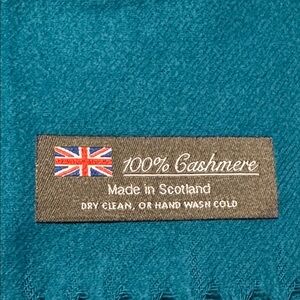 100% Cashmere
Made in Scotland
DRY CLEAN, OR HAND WASH COLD